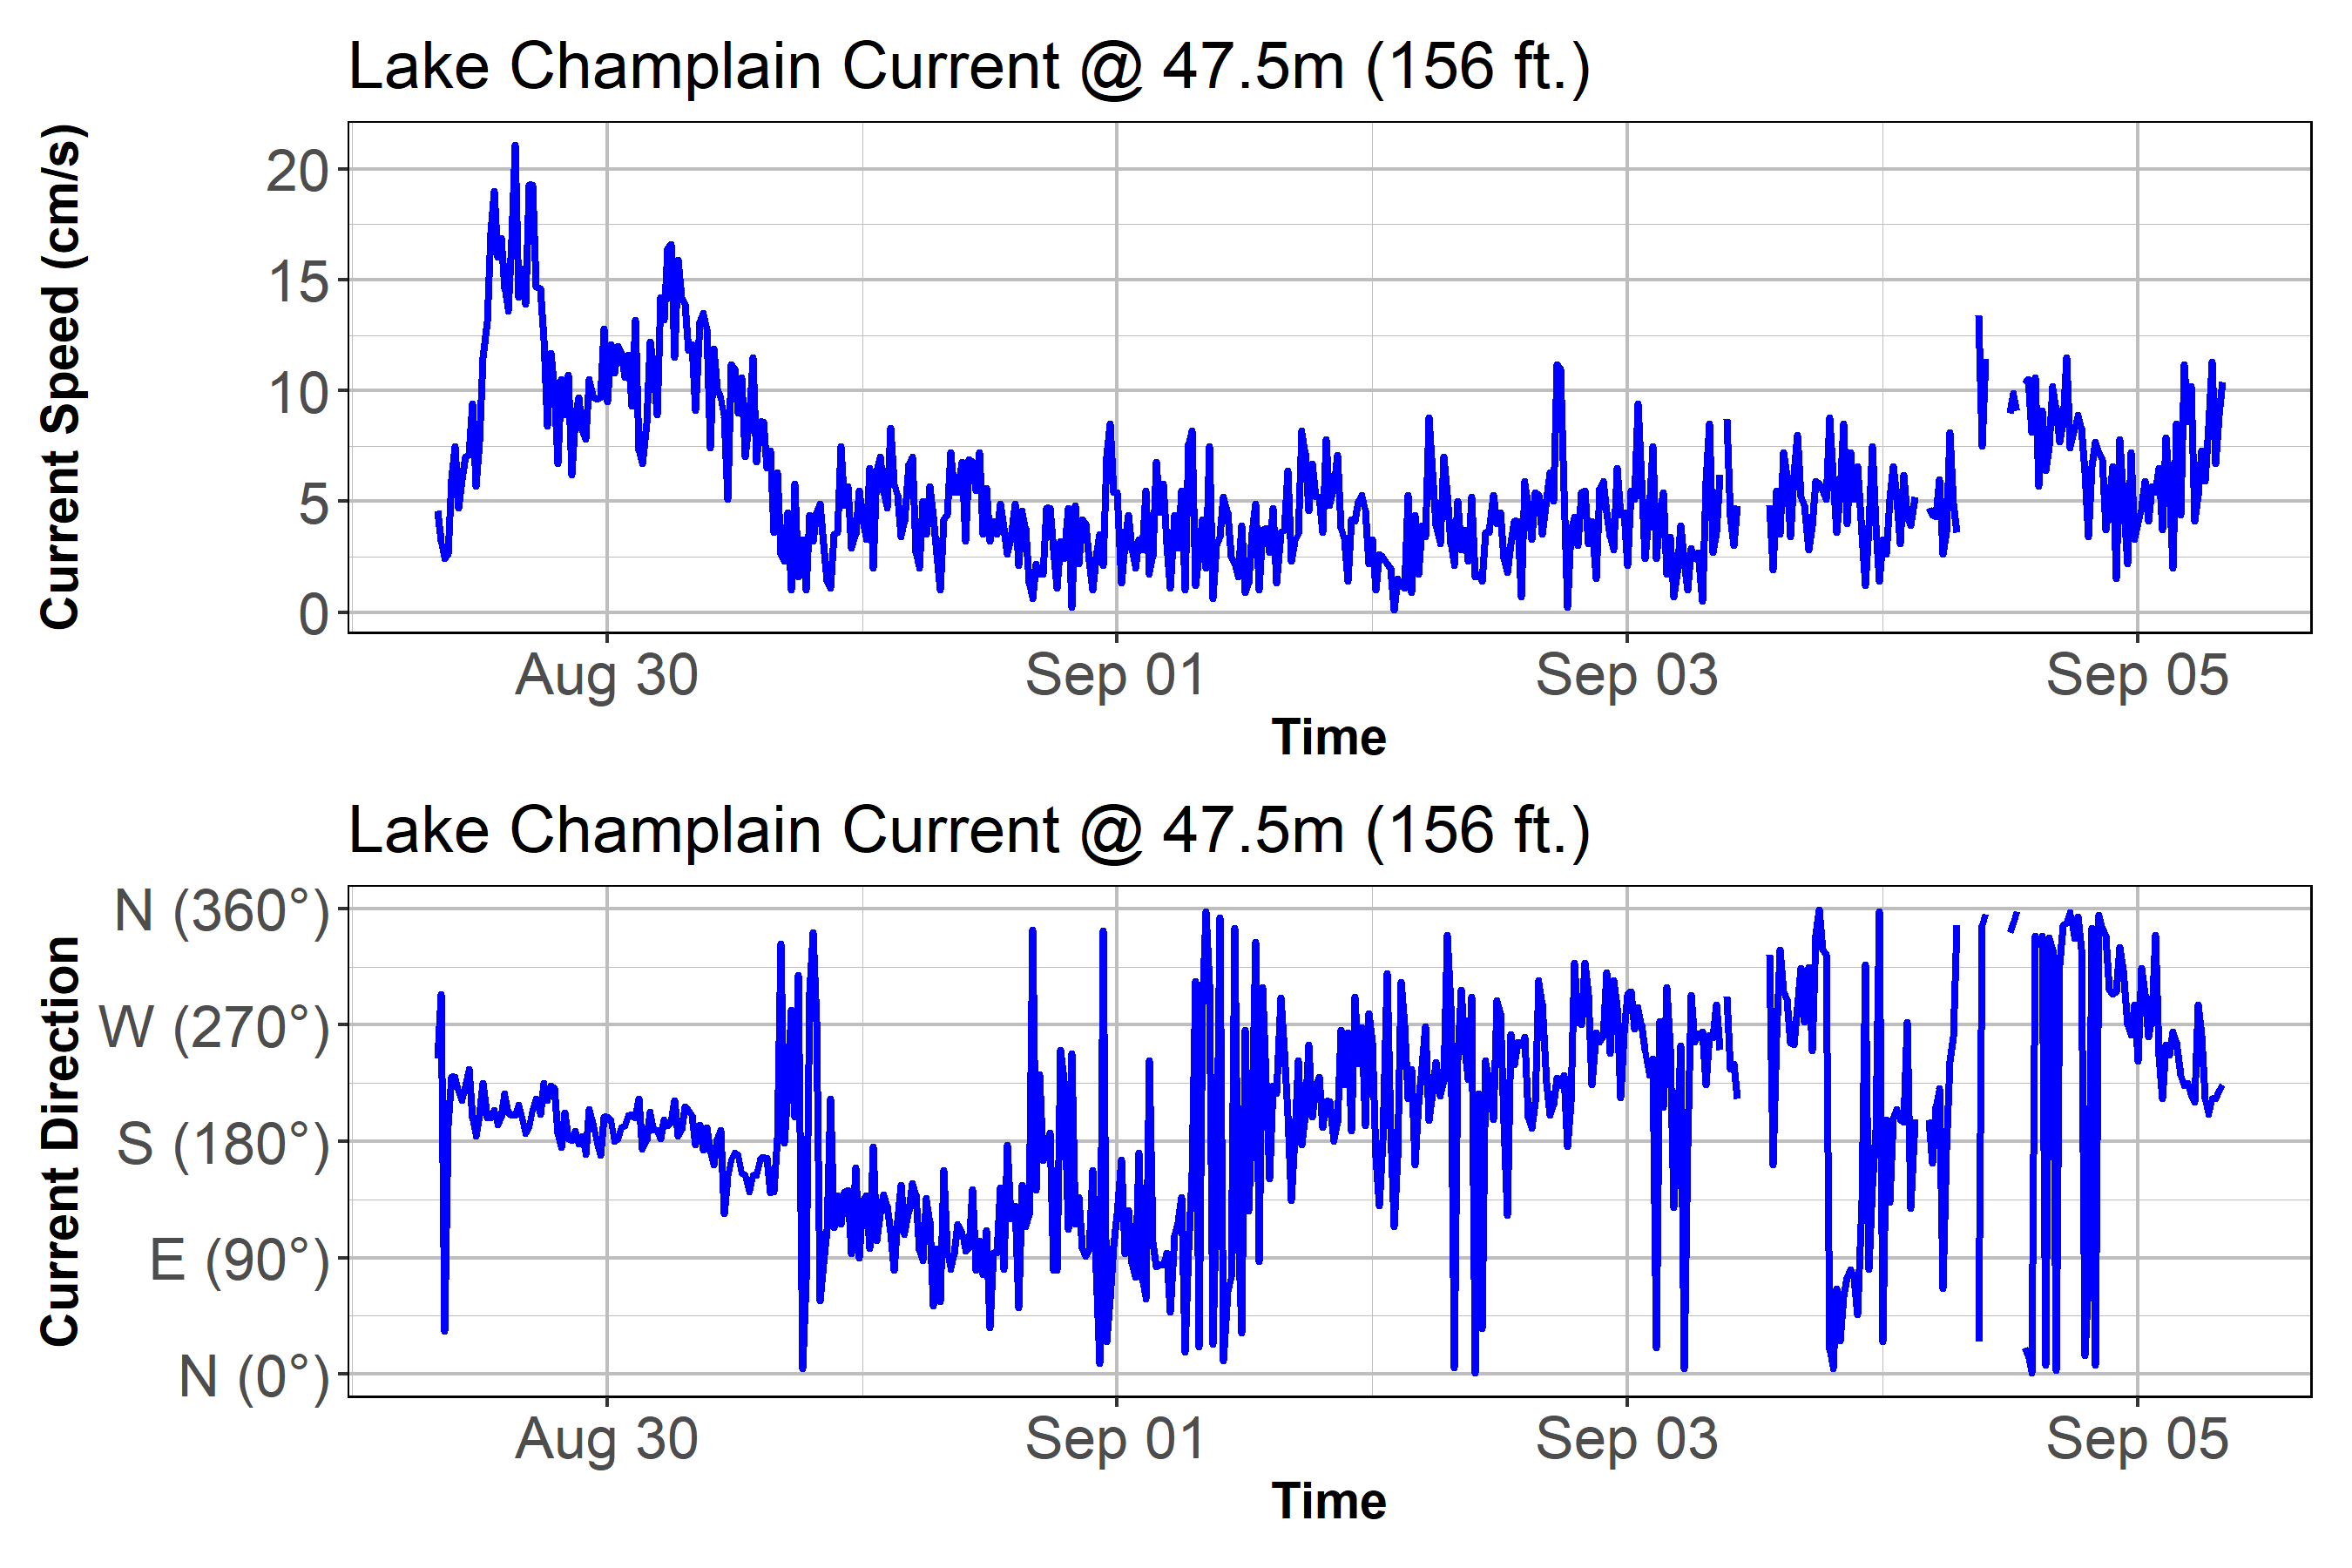 Lake Champlain Current @ 47.5m (156 ft.)
Current Speed (cm/s)
20
15
10
5
0
Aug 30 Sep 01 Sep 03 Sep 05
Time
Lake Champlain Current @ 47.5m (156 ft.)
Current Direction
N (360°)
W (270°)
S (180°)
E (90°)
N (0°)
Aug 30 Sep 01 Sep 03 Sep 05
Time